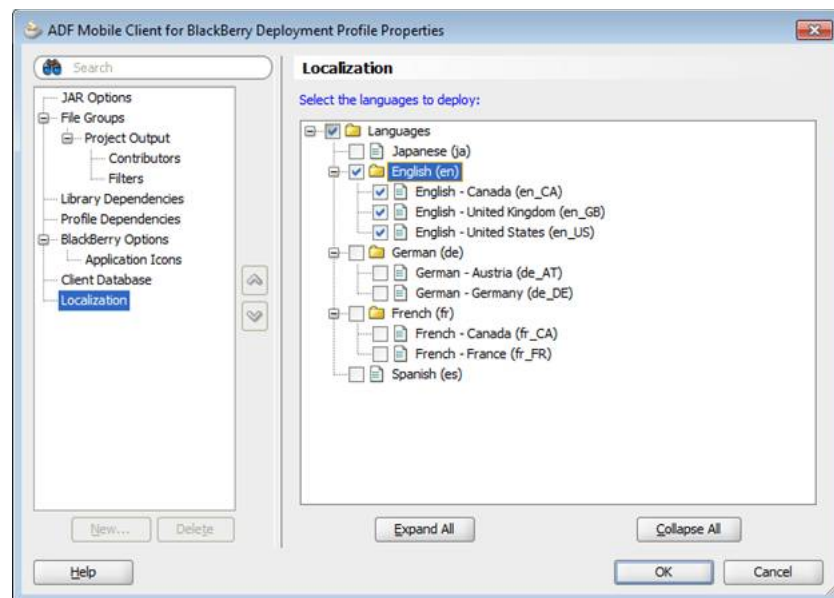 ADF Mobile Client for BlackBerry Deployment Profile Properties
Search
JAR Options
File Groups
Project Output
Contributors
Filters
Library Dependencies
Profile Dependencies
BlackBerry Options
Application Icons
Client Database
Localization
New...
Delete
Localization
Select the languages to deploy:
Languages
Japanese (ja)
English (en)
English - Canada (en_CA)
English - United Kingdom (en_GB)
English - United States (en_US)
German (de)
German - Austria (de_AT)
German - Germany (de_DE)
French (fr)
French - Canada (fr_CA)
French - France (fr_FR)
Spanish (es)
Expand All
Collapse All
Help
OK
Cancel